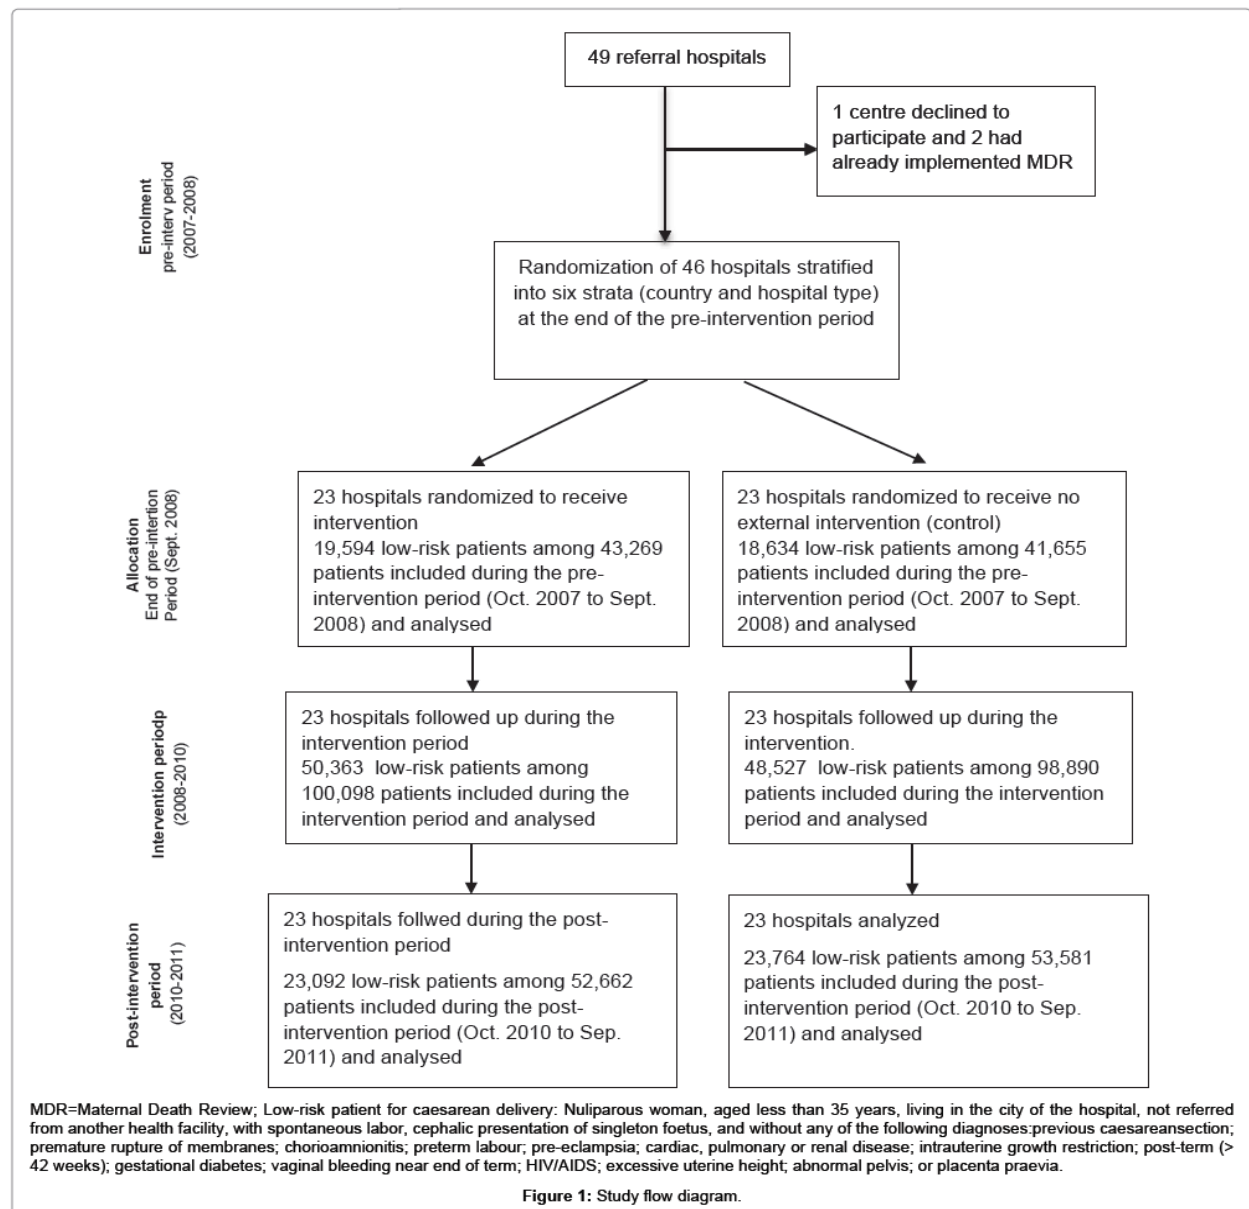 49 referral hospitals
1 centre declined to
participate and 2 had
already implemented MDR
Enrolment
pre-interv period
(2007-2008)
Randomization of 46 hospitals stratified
into six strata (country and hospital type)
at the end of the pre-intervention period
Allocation
End of pre-intertion
Period (Sept. 2008)
23 hospitals randomized to receive
intervention
19,594 low-risk patients among 43,269
patients included during the pre-
intervention period (Oct. 2007 to Sept.
2008) and analysed
23 hospitals randomized to receive no
external intervention (control)
18,634 low-risk patients among 41,655
patients included during the pre-
intervention period (Oct. 2007 to Sept.
2008) and analysed
Intervention periodp
(2008-2010)
23 hospitals followed up during the
intervention period
50,363 low-risk patients among
100,098 patients included during the
intervention period and analysed
23 hospitals followed up during the
intervention.
48,527 low-risk patients among 98,890
patients included during the intervention
period and analysed
Post-intervention
period
(2010-2011)
23 hospitals follwed during the post-
intervention period
23,092 low-risk patients among 52,662
patients included during the post-
intervention period (Oct. 2010 to Sep.
2011) and analysed
23 hospitals analyzed
23,764 low-risk patients among 53,581
patients included during the post-
intervention period (Oct. 2010 to Sep.
2011) and analysed
MDR=Maternal Death Review; Low-risk patient for caesarean delivery: Nuliparous woman, aged less than 35 years, living in the city of the hospital, not referred
from another health facility, with spontaneous labor, cephalic presentation of singleton foetus, and without any of the following diagnoses:previous caesareansection;
premature rupture of membranes; chorioamnionitis; preterm labour; pre-eclampsia; cardiac, pulmonary or renal disease; intrauterine growth restriction; post-term (>
42 weeks); gestational diabetes; vaginal bleeding near end of term; HIV/AIDS; excessive uterine height; abnormal pelvis; or placenta praevia.
Figure 1: Study flow diagram.